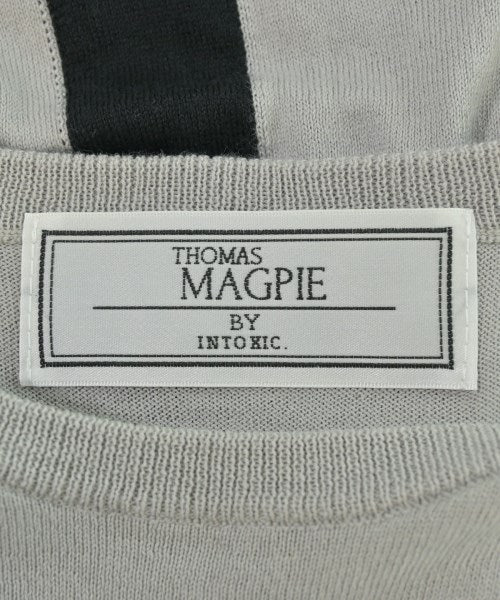 THOMAS
MAGPIE
BY
INTOXIC.